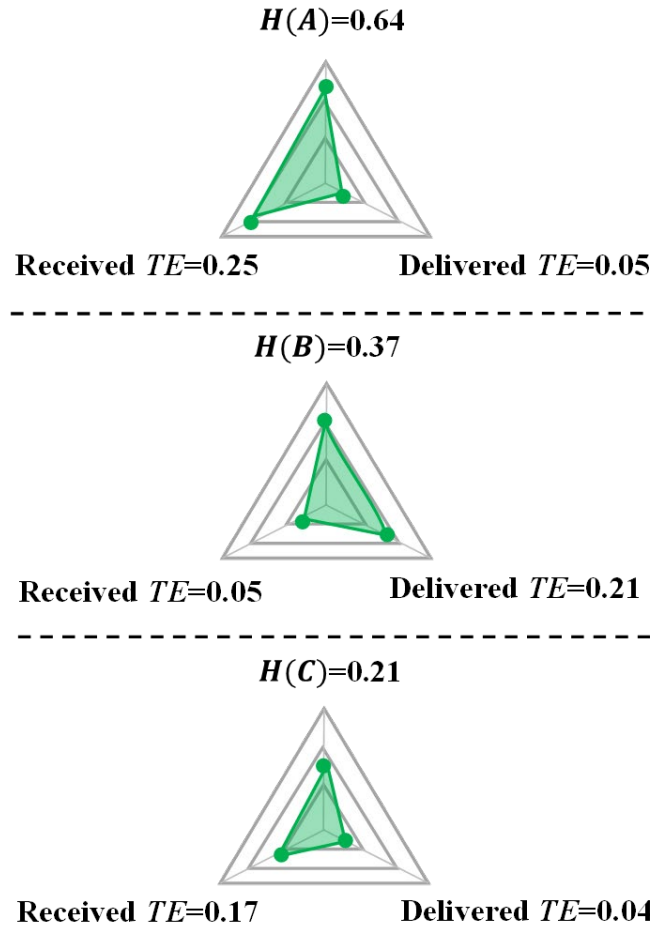 H(A)=0.64
Received TE=0.25 Delivered TE=0.05
H(B)=0.37
Received TE=0.05 Delivered TE=0.21
H(C)=0.21
Received TE=0.17 Delivered TE=0.04